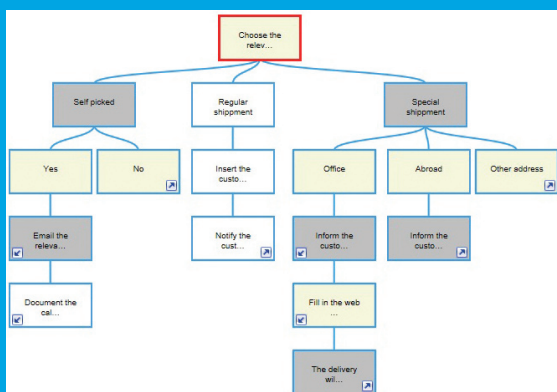 Choose the
relev...
Self picked
Regular
shippment
Special
shippment
Yes
No
Insert the
custo...
Office
Abroad
Other address
Email the
releva...
Notify the
cust...
Inform the
custo...
Inform the
custo...
Document the
cal...
Fill in the web
...
The delivery
wil...